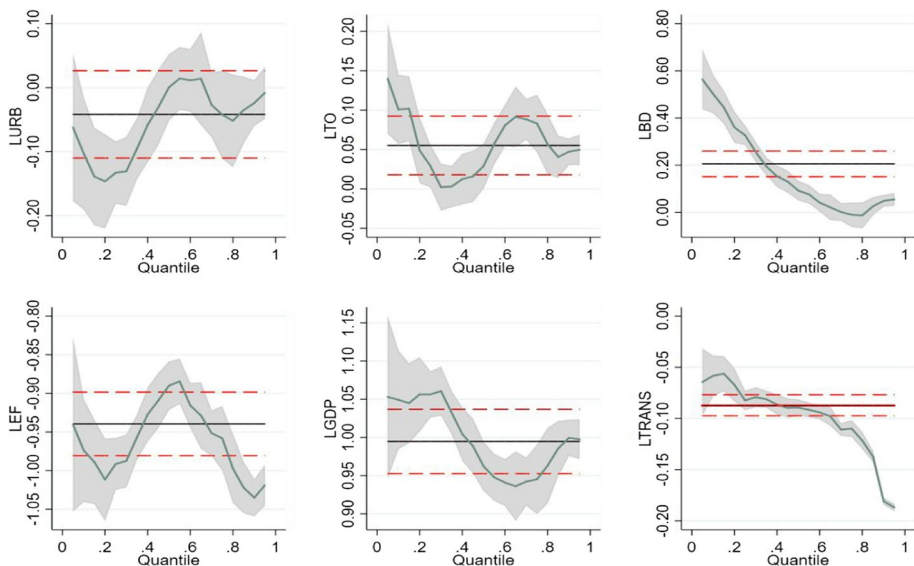 LURB
0.10
0.00
-0.10
-0.20
0 .2 .4 .6 .8 1
Quantile
LTO
0.20
0.15
0.10
0.05
0.00
-0.05
0 .2 .4 .6 .8 1
Quantile
LBD
0.80
0.60
0.40
0.20
0.00
0 .2 .4 .6 .8 1
Quantile
LEF
-0.80
-0.85
-0.90
-0.95
-1.00
-1.05
0 .2 .4 .6 .8 1
Quantile
LGDP
1.15
1.10
1.05
1.00
0.95
0.90
0 .2 .4 .6 .8 1
Quantile
LTRANS
0.00
-0.05
-0.10
-0.15
-0.20
0 .2 .4 .6 .8 1
Quantile